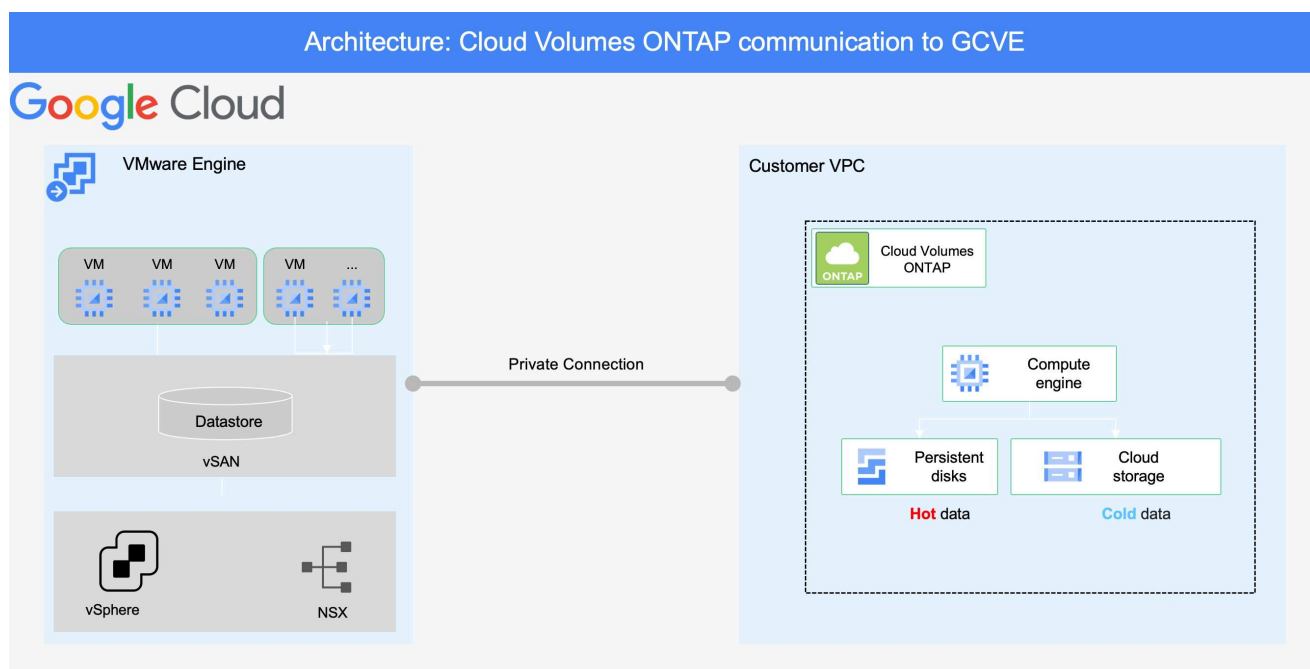 Architecture: Cloud Volumes ONTAP communication to GCVE
Google Cloud
VMware Engine
VM
VM
VM
VM
...
Datastore
vSAN
vSphere
NSX
Private Connection
Customer VPC
ONTAP
Cloud Volumes
ONTAP
Compute
engine
Persistent
disks
Hot data
Cloud
storage
Cold data